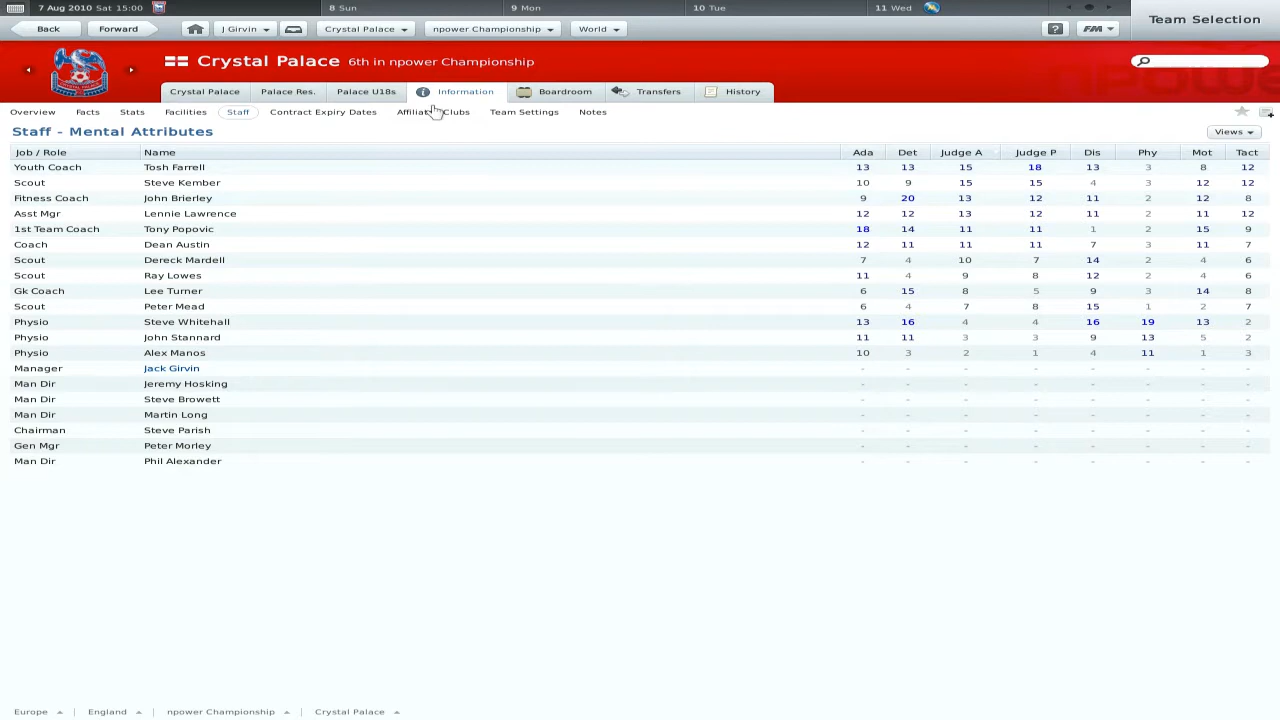 7 Aug 2010 Sat 15:00 8 Sun 9 Mon 10 Tue 11 Wed
Team Selection
Back Forward J Girvin Crystal Palace npower Championship World ? FM
Crystal Palace 6th in npower Championship
Crystal Palace Palace Res. Palace U18s Information Boardroom Transfers History
Overview Facts Stats Facilities Staff Contract Expiry Dates Affiliated Clubs Team Settings Notes
Staff - Mental Attributes Views
Job / Role Name Ada Det Judge A Judge P Dis Phy Mot Tact
Youth Coach Tosh Farrell 13 13 15 18 13 3 8 12
Scout Steve Kember 10 9 15 15 4 3 12 12
Fitness Coach John Brierley 9 20 13 12 11 2 12 8
Asst Mgr Lennie Lawrence 12 12 13 12 11 2 11 12
1st Team Coach Tony Popovic 18 14 11 11 1 2 15 9
Coach Dean Austin 12 11 11 11 7 3 11 7
Scout Dereck Mardell 7 4 10 7 14 2 4 6
Scout Ray Lowes 11 4 9 8 12 2 4 6
Gk Coach Lee Turner 6 15 8 5 9 3 14 8
Scout Peter Mead 6 4 7 8 15 1 2 7
Physio Steve Whitehall 13 16 4 4 16 19 13 2
Physio John Stannard 11 11 3 3 9 13 5 2
Physio Alex Manos 10 3 2 1 4 11 1 3
Manager Jack Girvin - - - - - - - -
Man Dir Jeremy Hosking - - - - - - - -
Man Dir Steve Browett - - - - - - - -
Man Dir Martin Long - - - - - - - -
Chairman Steve Parish - - - - - - - -
Gen Mgr Peter Morley - - - - - - - -
Man Dir Phil Alexander - - - - - - - -
Europe England npower Championship Crystal Palace